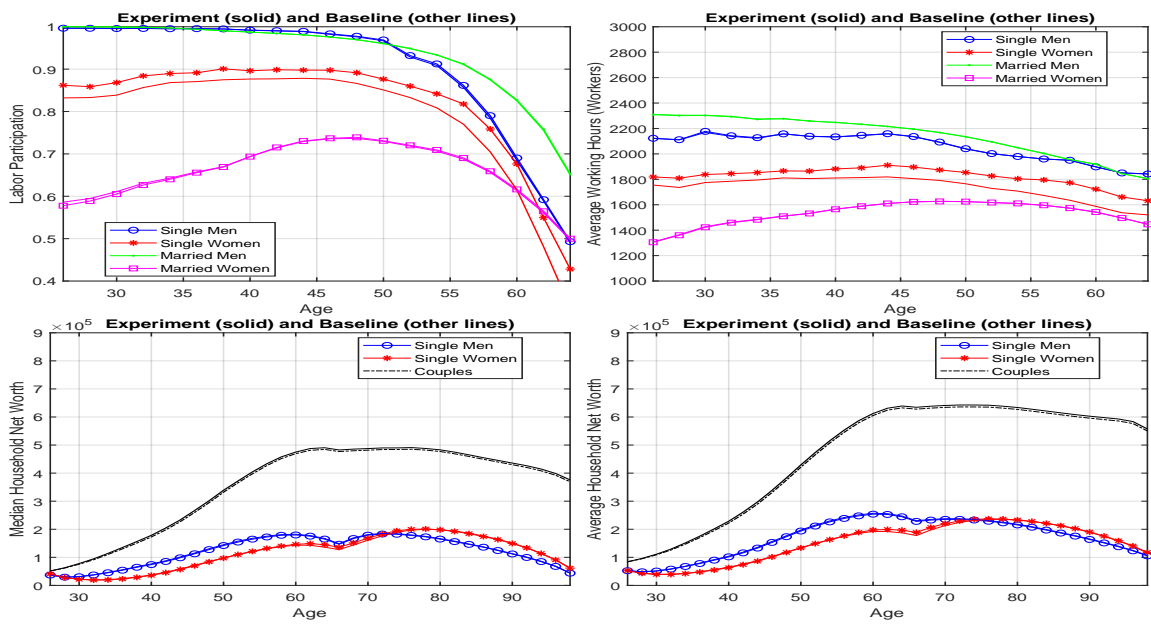 Experiment (solid) and Baseline (other lines)
Labor Participation
1
0.9
0.8
0.7
0.6
0.5
0.4
30 35 40 45 50 55 60
Age
Single Men
Single Women
Married Men
Married Women
Experiment (solid) and Baseline (other lines)
Average Working Hours (Workers)
3000
2800
2600
2400
2200
2000
1800
1600
1400
1200
1000
30 35 40 45 50 55 60
Age
Single Men
Single Women
Married Men
Married Women
Experiment (solid) and Baseline (other lines)
×10⁵
Median Household Net Worth
9
8
7
6
5
4
3
2
1
0
30 40 50 60 70 80 90
Age
Single Men
Single Women
Couples
Experiment (solid) and Baseline (other lines)
×10⁵
Average Household Net Worth
9
8
7
6
5
4
3
2
1
0
30 40 50 60 70 80 90
Age
Single Men
Single Women
Couples